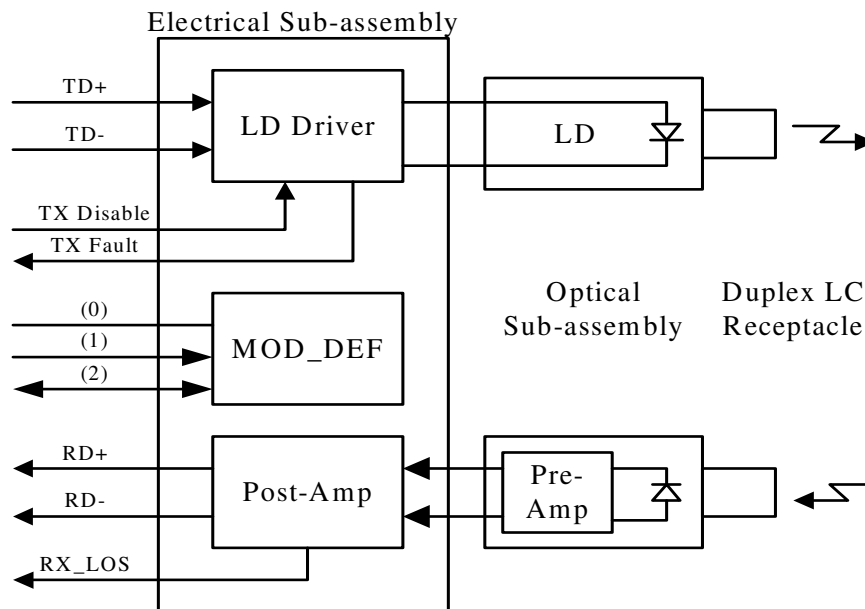 Electrical Sub-assembly
TD+
TD-
LD Driver
LD
TX Disable
TX Fault
(0)
(1)
(2)
MOD_DEF
Optical
Sub-assembly
Duplex LC
Receptacle
RD+
RD-
RX_LOS
Post-Amp
Pre-
Amp